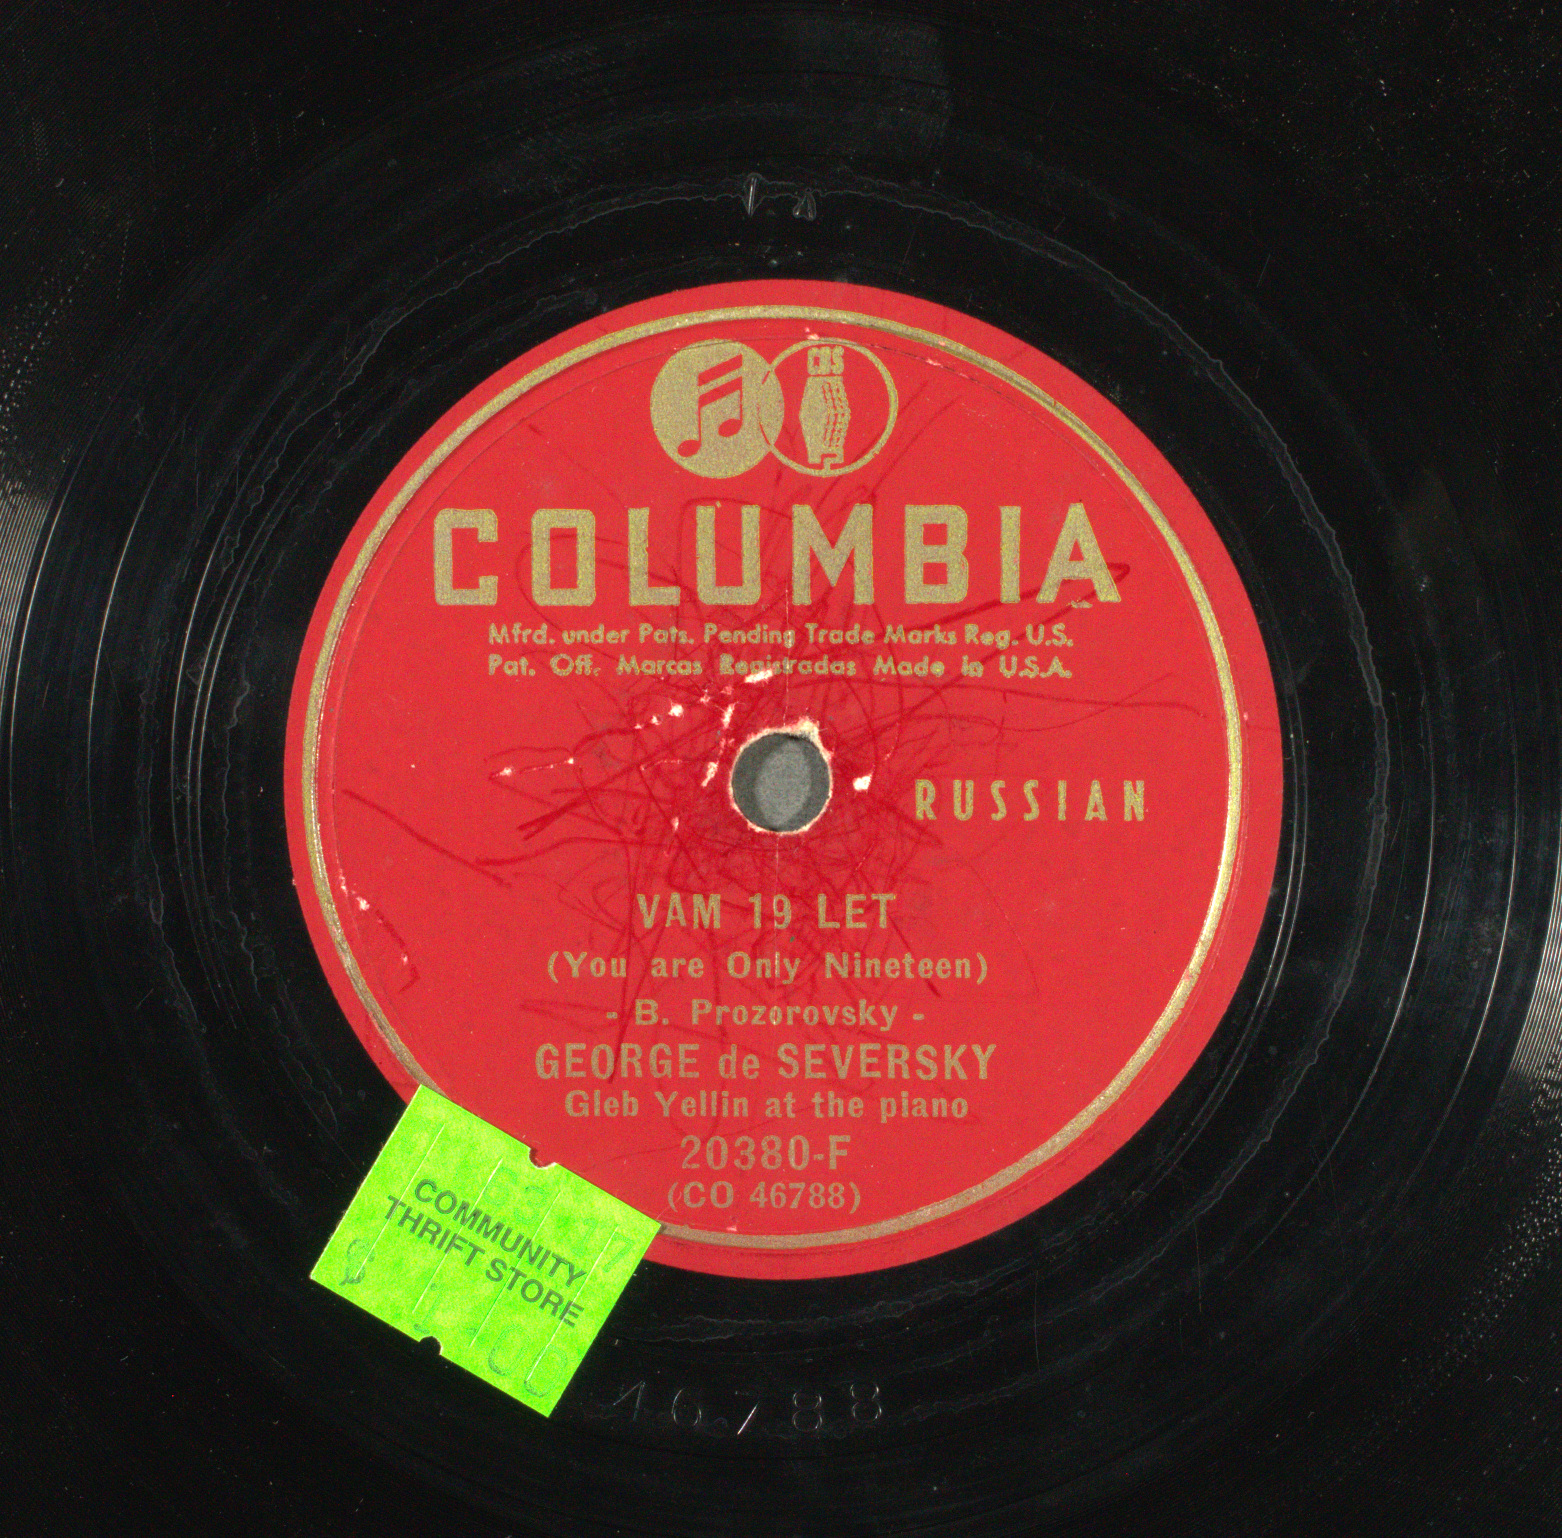 1 A
CBS
COLUMBIA
Mfrd. under Pats. Pending Trade Marks Reg. U.S.
Pat. Off. Marcas Registradas Made in U.S.A.
RUSSIAN
VAM 19 LET
(You are Only Nineteen)
- B. Prozorovsky -
GEORGE de SEVERSKY
Gleb Yellin at the piano
20380-F
(CO 46788)
COMMUNITY
THRIFT STORE
46788